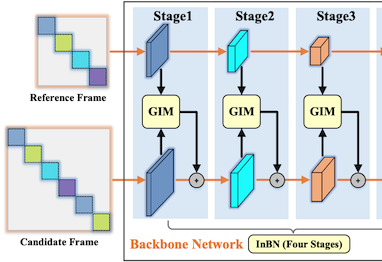 Stage1 Stage2 Stage3
Reference Frame
GIM GIM GIM
+ + +
Candidate Frame
Backbone Network InBN (Four Stages)